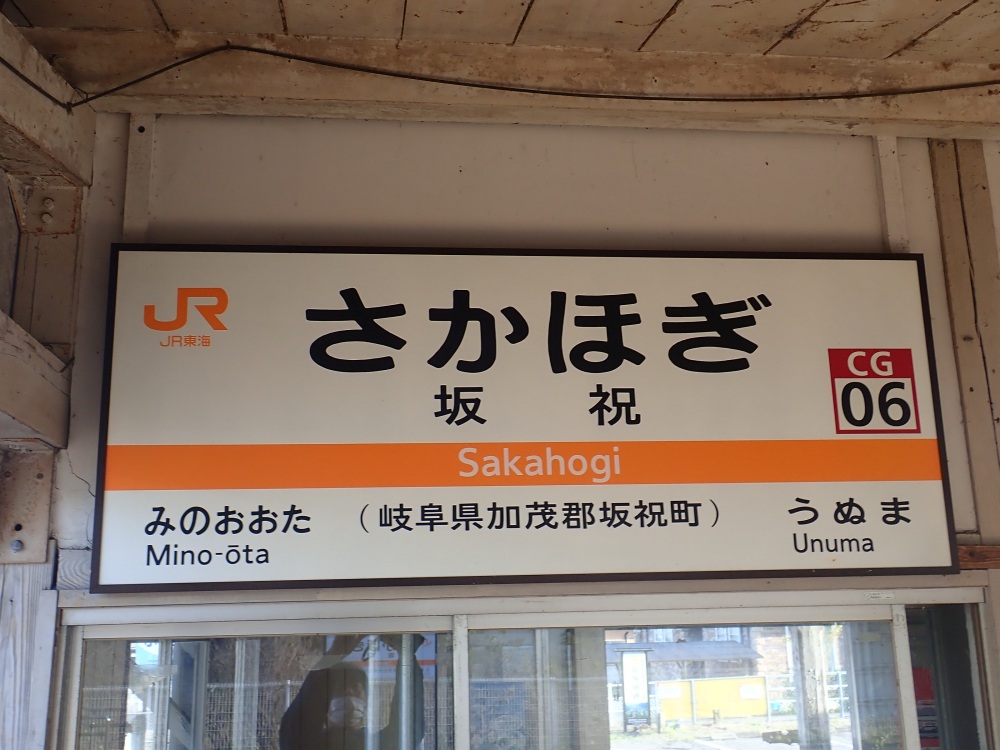 JR
JR東海
さかほぎ
坂 祝
CG
06
Sakahogi
みのおおた
Mino-ōta
（岐阜県加茂郡坂祝町）
うぬま
Unuma